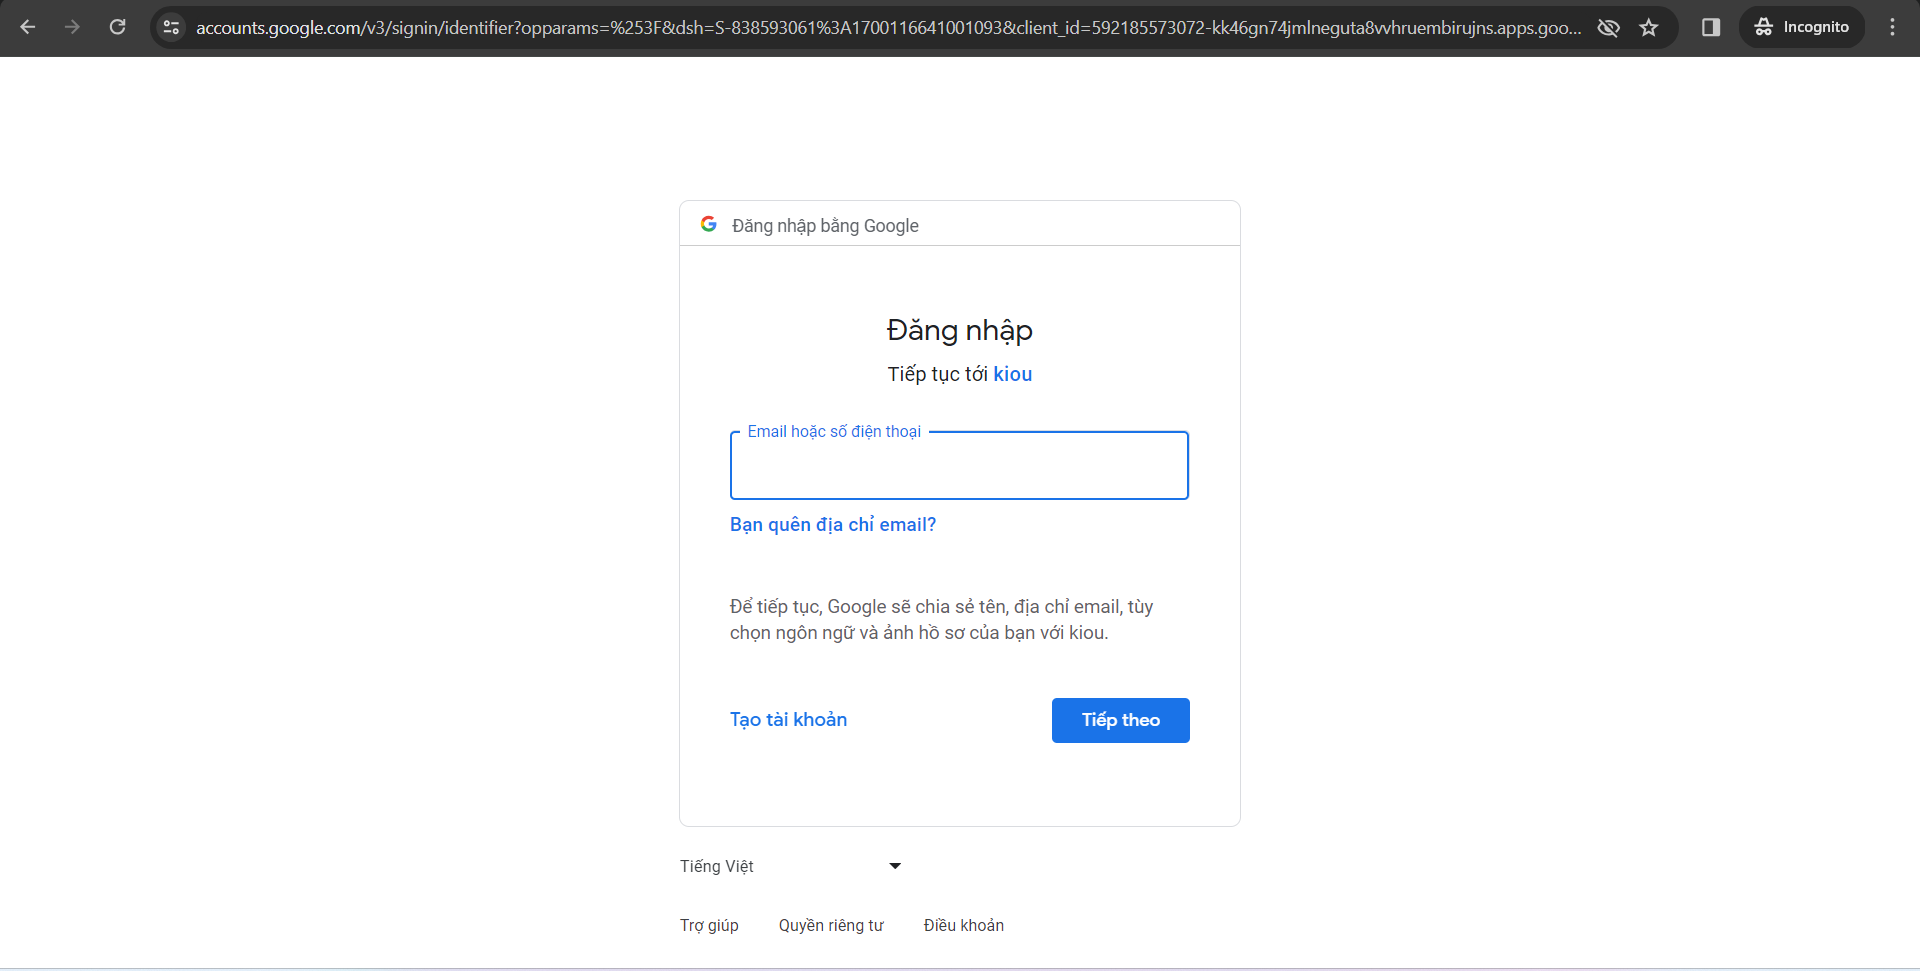 accounts.google.com/v3/signin/identifier?opparams=%253F&dsh=S-838593061%3A1700116641001093&client_id=592185573072-kk46gn74jmlneguta8vvhruembirujns.apps.goo...
Incognito
Đăng nhập bằng Google
Đăng nhập
Tiếp tục tới kiou
Email hoặc số điện thoại
Bạn quên địa chỉ email?
Để tiếp tục, Google sẽ chia sẻ tên, địa chỉ email, tùy
chọn ngôn ngữ và ảnh hồ sơ của bạn với kiou.
Tạo tài khoản
Tiếp theo
Tiếng Việt
Trợ giúp
Quyền riêng tư
Điều khoản